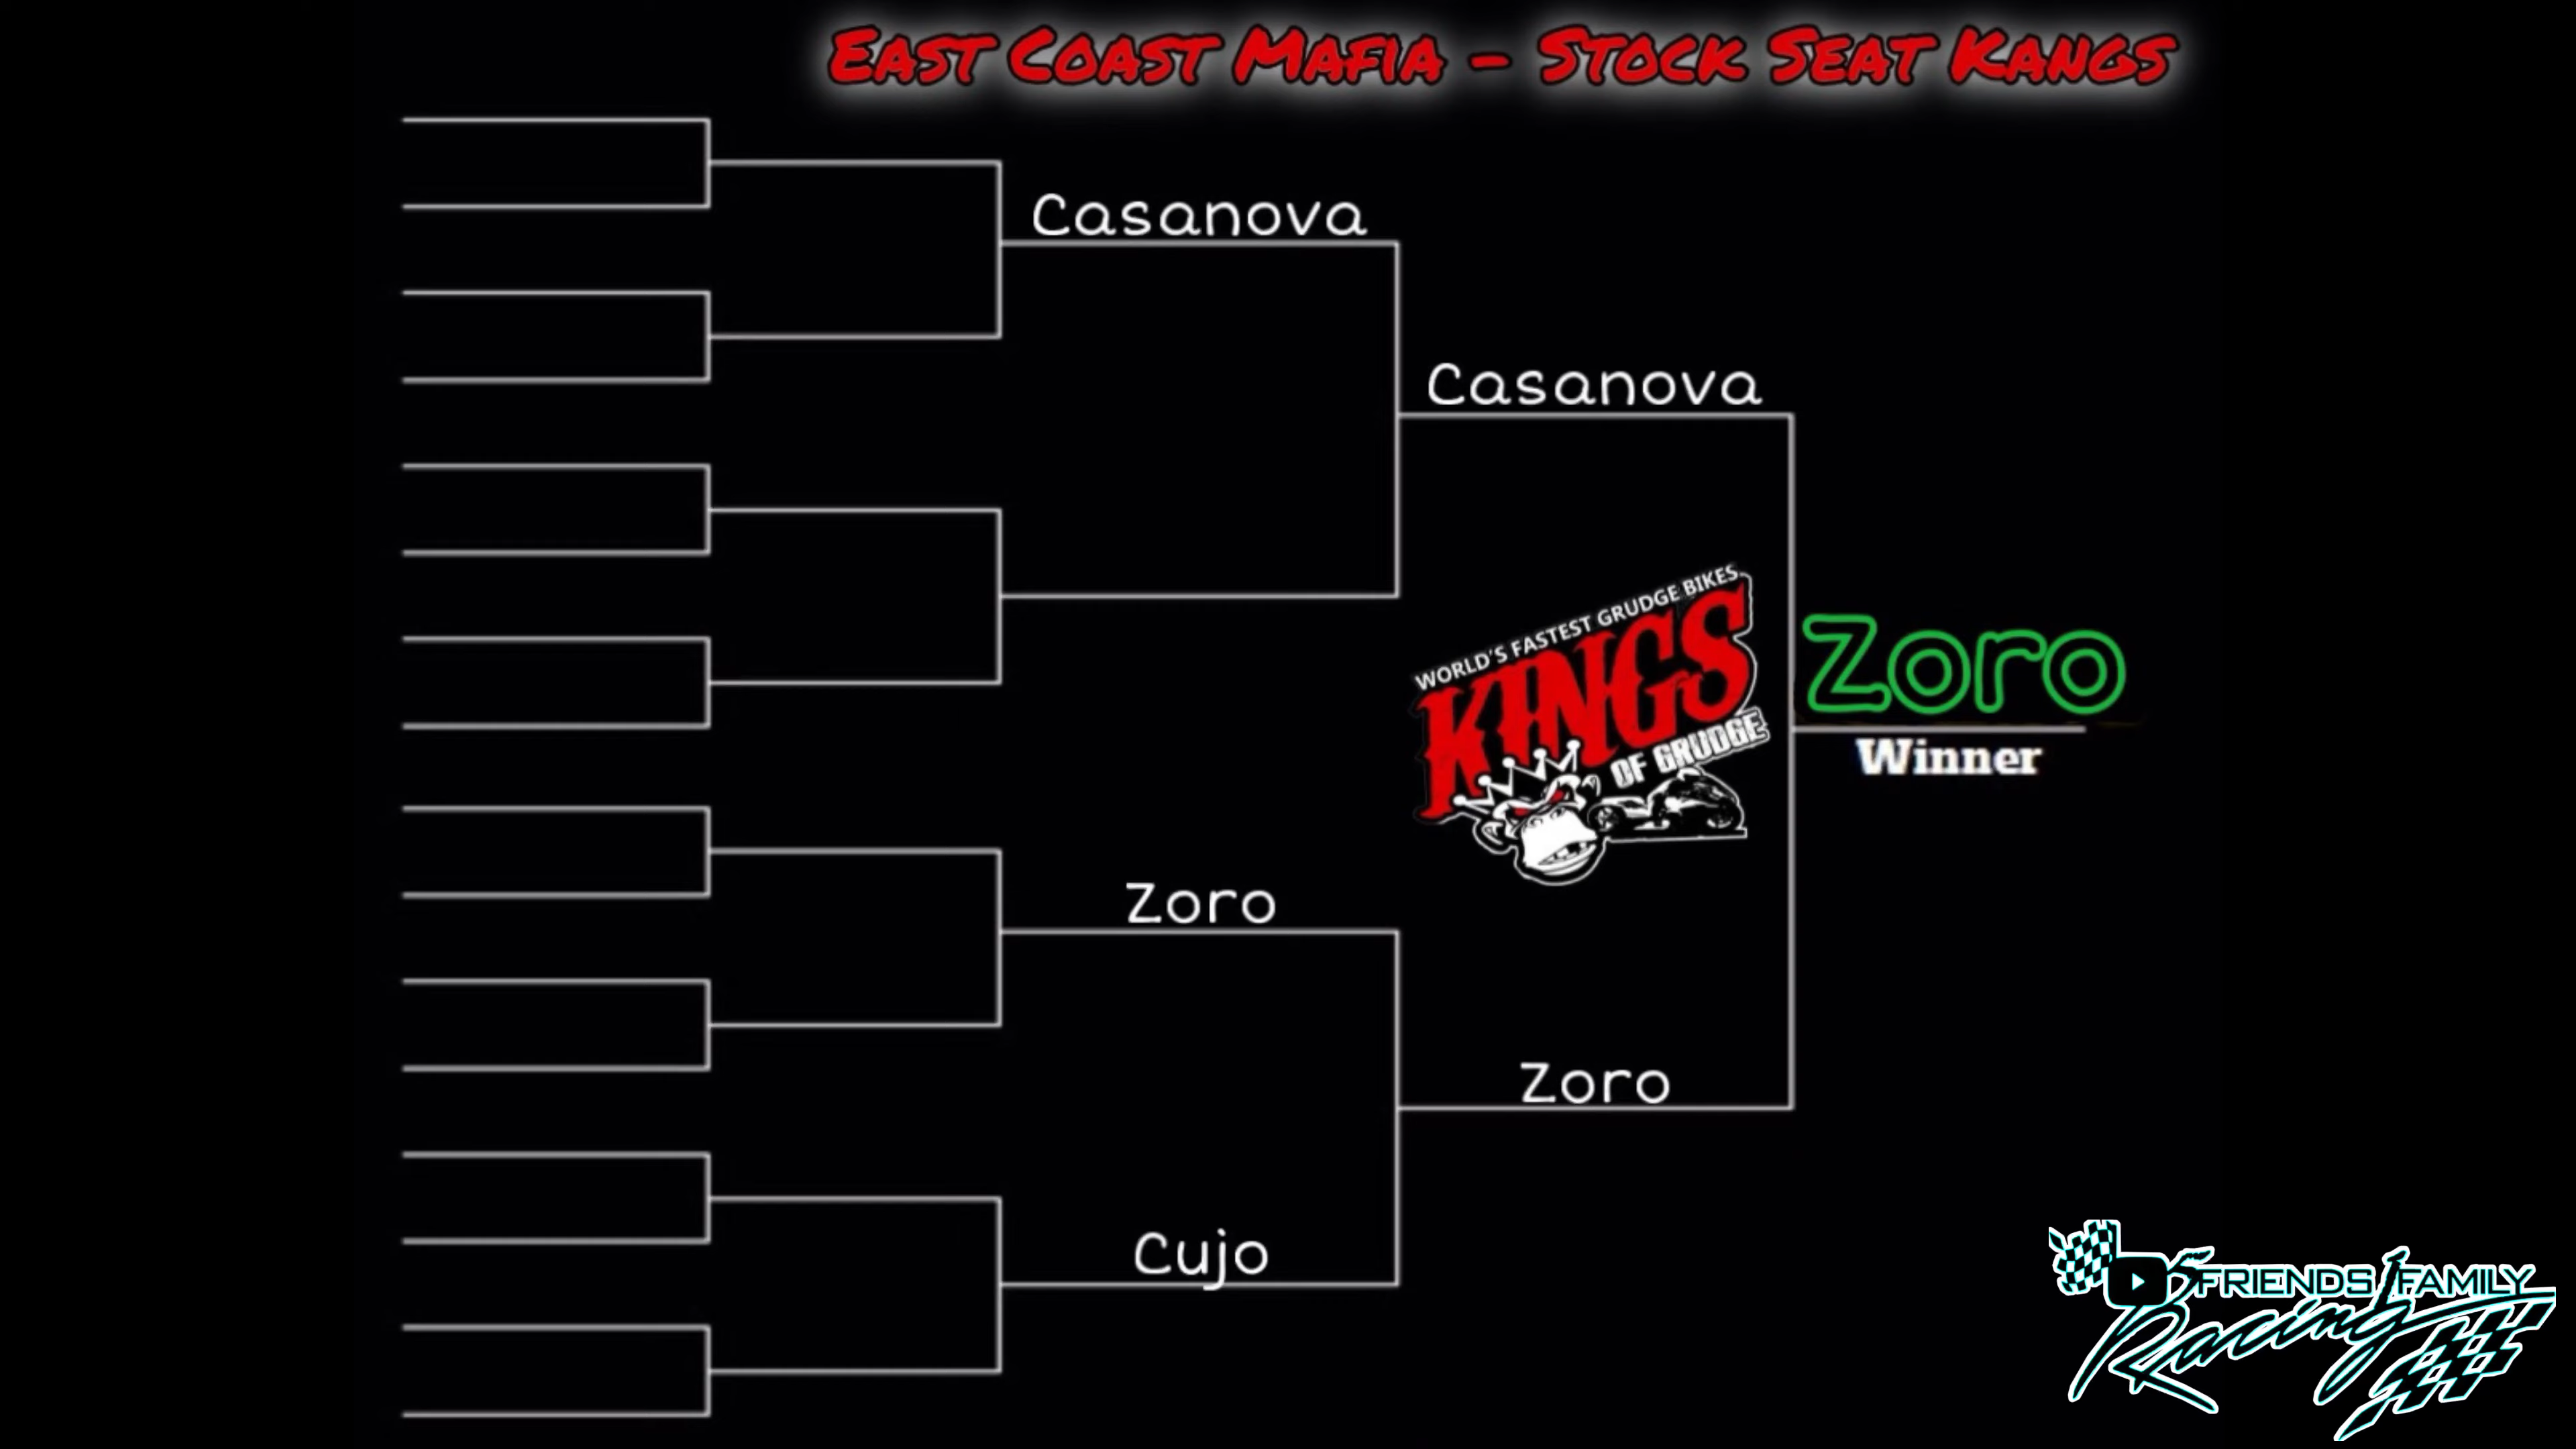 East Coast Mafia - Stock Seat Kangs
Casanova
Casanova
WORLD'S FASTEST GRUDGE BIKES
KINGS
OF GRUDGE
Zoro
Winner
Zoro
Zoro
Cujo
FRIENDS FAMILY
Racing